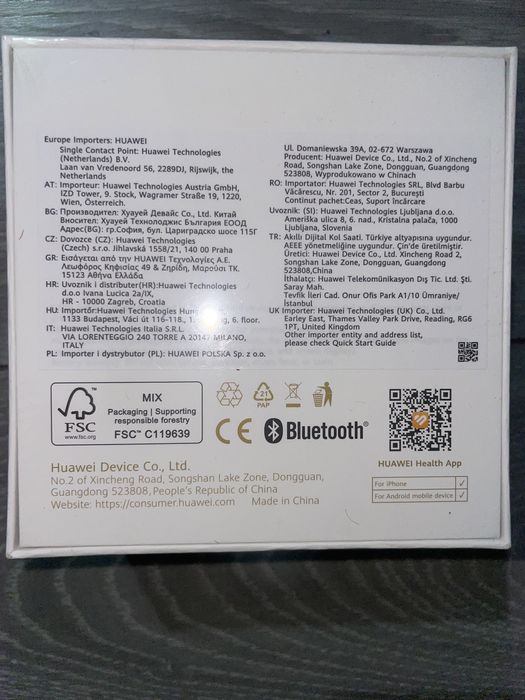 Europe Importers: HUAWEI
Single Contact Point: Huawei Technologies
(Netherlands) B.V.
Laan van Vredenoord 56, 2289DJ, Rijswijk, the
Netherlands
AT: Importeur: Huawei Technologies Austria GmbH,
IZD Tower, 9. Stock, Wagramer Straße 19, 1220,
Wien, Österreich.
BG: Производител: Хуауей Девайс Co., Ltd. Китай
Вносител: Хуауей Технолоджис България ЕООД
Адрес(BG): гр.София, бул. Цариградско шосе 115Г
CZ: Dovozce (CZ): Huawei Technologies
(Czech) s.r.o. Jihlavská 1558/21, 140 00 Praha
GR: Εισάγεται από την HUAWEI Τεχνολογίες Α.Ε.
Λεωφόρος Κηφισίας 49 & Ζηρίδη, Μαρούσι ΤΚ.
15123 Αθήνα Ελλάδα
HR: Uvoznik i distributer(HR):Huawei Technologies
d.o.o Ivana Lucica 2a/IX,
HR - 10000 Zagreb, Croatia
HU: Importőr:Huawei Technologies
1133 Budapest, Váci út 116-118., 6. floor.
IT: Huawei Technologies Italia S.R.L.
VIA LORENTEGGIO 240 TORRE A 20147 MILANO,
ITALY
PL: Importer i dystrybutor (PL): HUAWEI POLSKA Sp. z o.o.
UL Domaniewska 39A, 02-672 Warszawa
Producent: Huawei Device Co., Ltd., No.2 of Xincheng
Road, Songshan Lake Zone, Dongguan, Guangdong
523808, Wyprodukowano w Chinach
RO: Importator: Huawei Technologies SRL, Blvd Barbu
Văcărescu, Nr. 201, Sector 2, București
Continut pachet:Ceas, Suport încărcare
Uvoznik: (SI): Huawei Technologies Ljubljana d.o.o.
Ameriška ulica 8, 6. nad., Kristalna palača, 1000
Ljubljana, Slovenia
TR: Akıllı Dijital Kol Saati. Türkiye altyapısına uygundur.
AEEE yönetmeliğine uygundur. Çin'de üretilmiştir.
Üretici: Huawei Device Co., Ltd. Xincheng Road 2,
Songshan Lake Zone, Dongguan, Guangdong
523808,China
İthalatçı: Huawei Telekomünikasyon Dış Tic. Ltd. Şti.
Saray Mah.
Tevfik İleri Cad. Onur Ofis Park A1/10 Ümraniye/
İstanbul
UK Importer: Huawei Technologies (UK) Co., Ltd.
Earley East, Thames Valley Park Drive, Reading, RG6
1PT, United Kingdom
Other importer entity and address list,
please check Quick Start Guide
FSC
www.fsc.org
MIX
Packaging | Supporting
responsible forestry
FSC™ C119639
21
PAP
CE
Bluetooth®
HUAWEI Health App
For iPhone ✓
For Android mobile device ✓
Huawei Device Co., Ltd.
No.2 of Xincheng Road, Songshan Lake Zone, Dongguan,
Guangdong 523808, People's Republic of China
Website: https://consumer.huawei.com Made in China